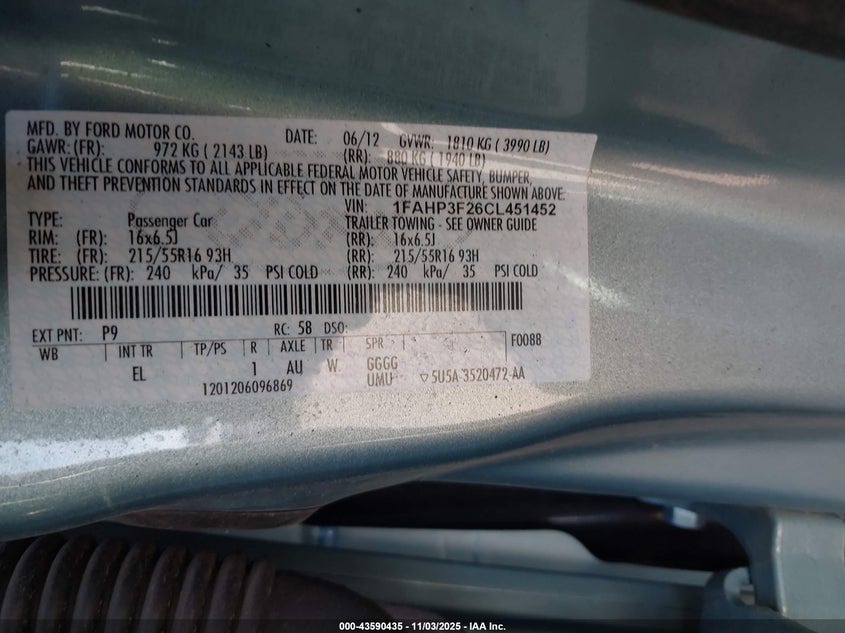 MFD. BY FORD MOTOR CO. DATE: 06/12 GVWR: 1810 KG ( 3990 LB)
GAWR: (FR): 972 KG ( 2143 LB) (RR): 880 KG ( 1940 LB)
THIS VEHICLE CONFORMS TO ALL APPLICABLE FEDERAL MOTOR VEHICLE SAFETY, BUMPER,
AND THEFT PREVENTION STANDARDS IN EFFECT ON THE DATE OF MANUFACTURE SHOWN ABOVE.
VIN: 1FAHP3F26CL451452
TYPE: Passenger Car TRAILER TOWING - SEE OWNER GUIDE
RIM: (FR): 16x6.5J (RR): 16x6.5J
TIRE: (FR): 215/55R16 93H (RR): 215/55R16 93H
PRESSURE: (FR): 240 kPa/ 35 PSI COLD (RR): 240 kPa/ 35 PSI COLD
EXT PNT: P9 RC: 58 DSO: F0088
WB INT TR TP/PS R AXLE TR SPR
EL 1 AU W GGGG
1201206096869 UMU ▽5U5A-3520472-AA
000-43590435 - 11/03/2025 - IAA Inc.